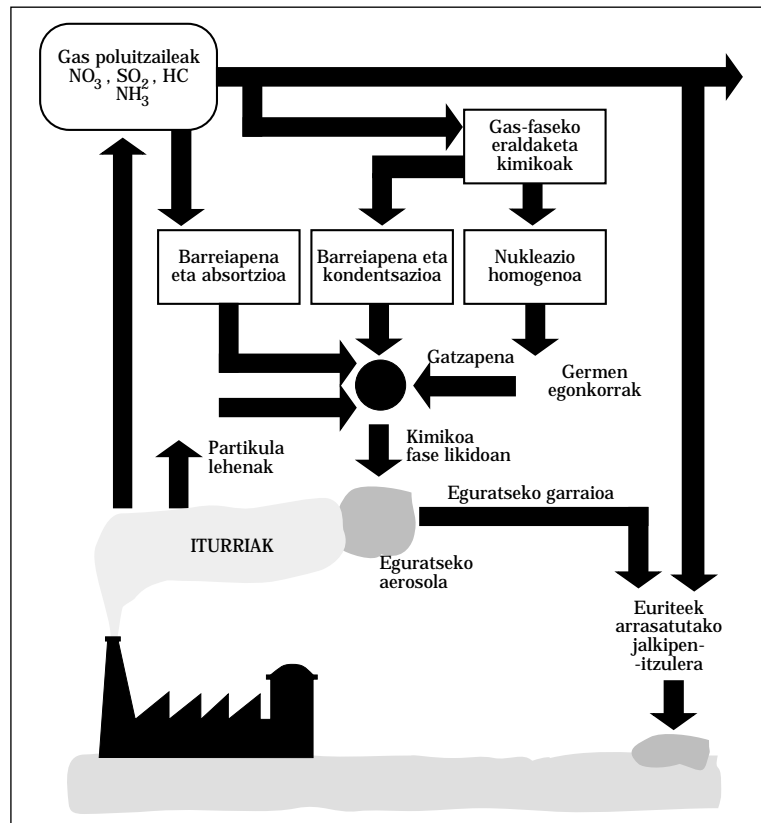 Gas poluitzaileak
NO3 , SO2 , HC
NH3
Gas-faseko
eraldaketa
kimikoak
Barreiapena
eta absortzioa
Barreiapena eta
kondentsazioa
Nukleazio
homogenoa
Gatzapena
Germen
egonkorrak
Partikula
lehenak
Kimikoa
fase likidoan
Eguratseko garraioa
ITURRIAK
Eguratseko
aerosola
Euriteek
arrasatutako
jalkipen-
-itzulera